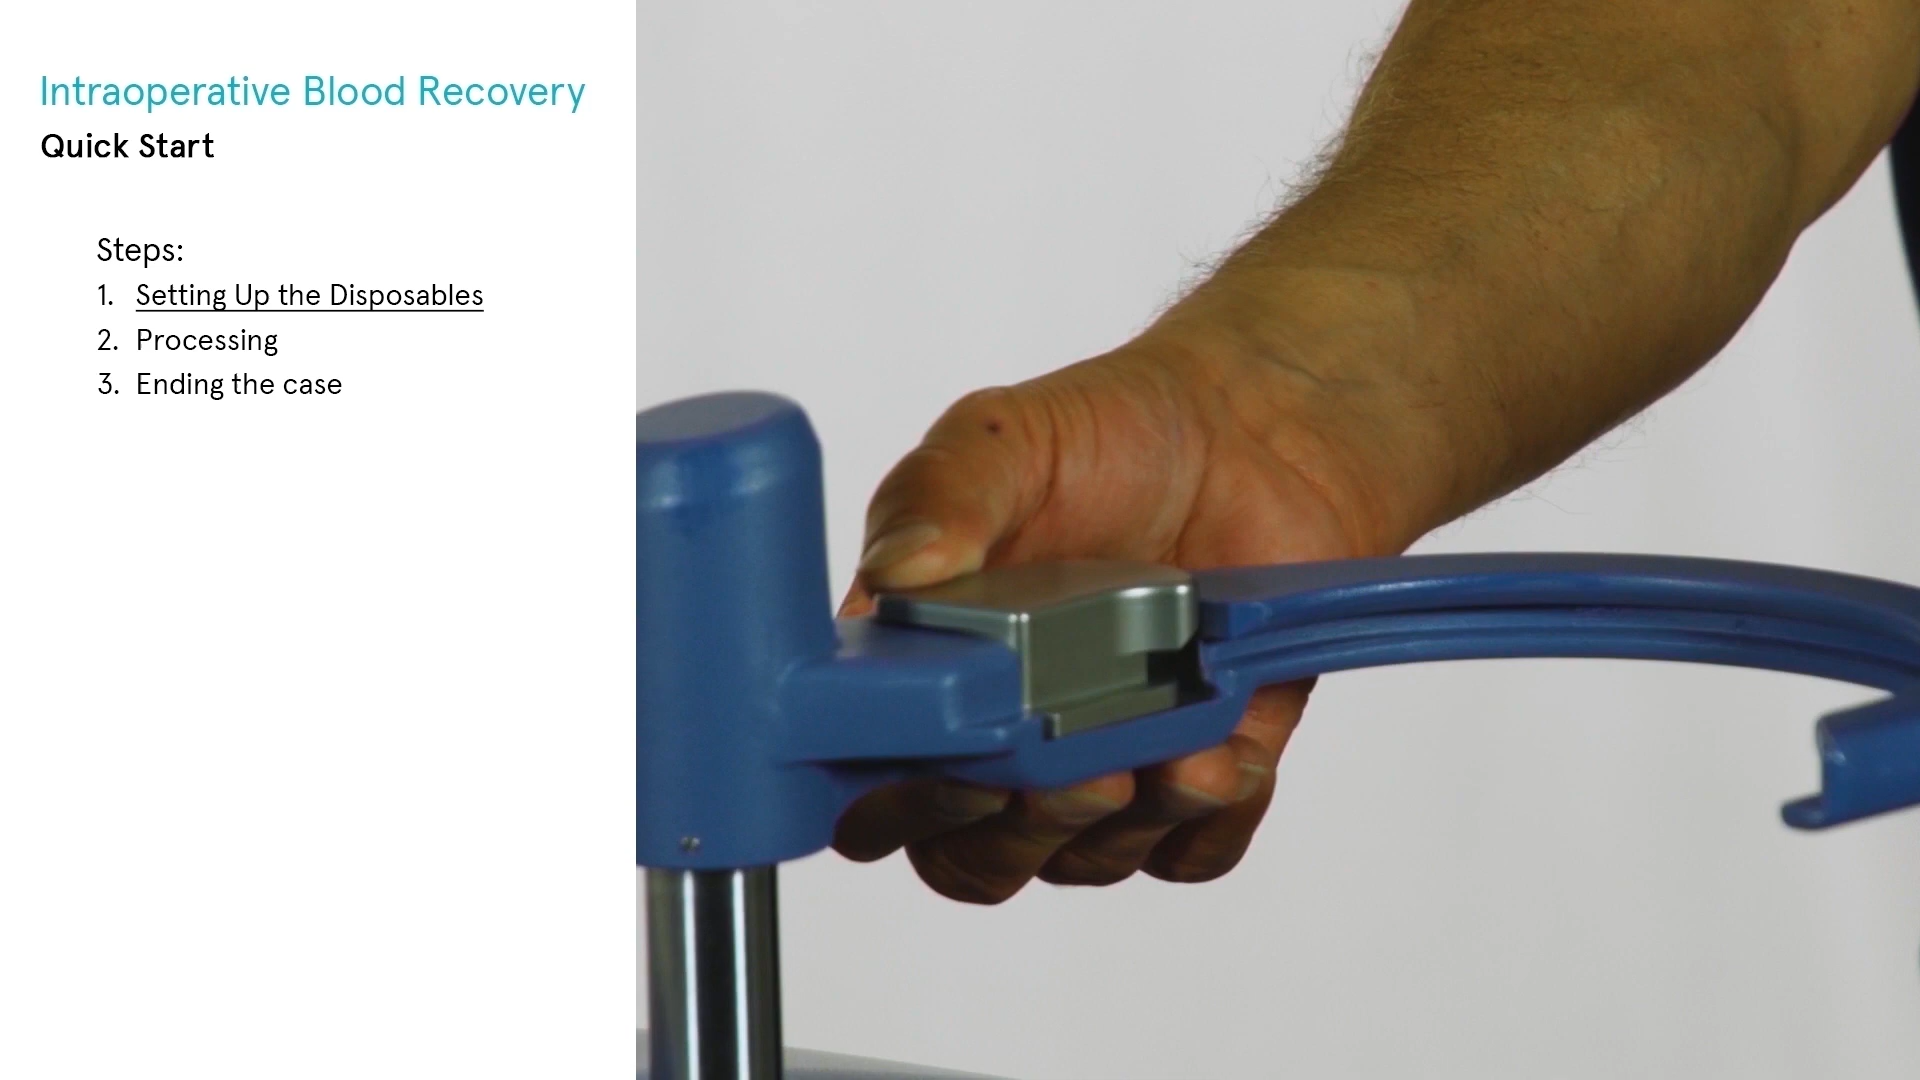 Intraoperative Blood Recovery
Quick Start
Steps:
1. Setting Up the Disposables
2. Processing
3. Ending the case